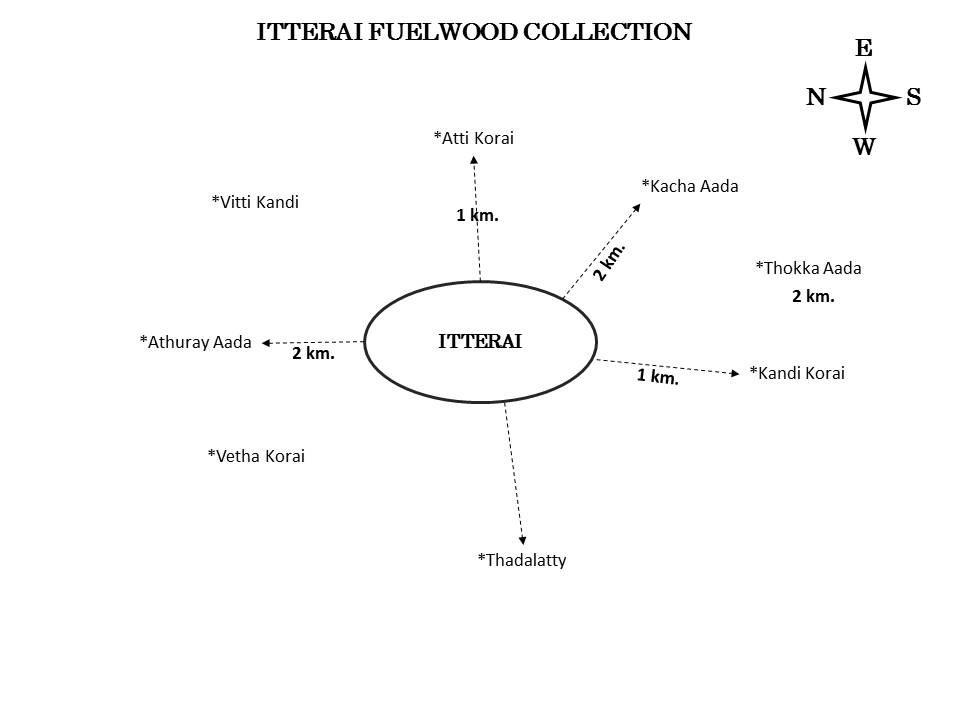 ITTERAI FUELWOOD COLLECTION
E
N S
W
*Atti Korai
*Kacha Aada
*Vitti Kandi
1 km.
2 km.
*Thokka Aada
2 km.
*Athuray Aada
2 km.
ITTERAI
1 km.
*Kandi Korai
*Vetha Korai
*Thadalatty